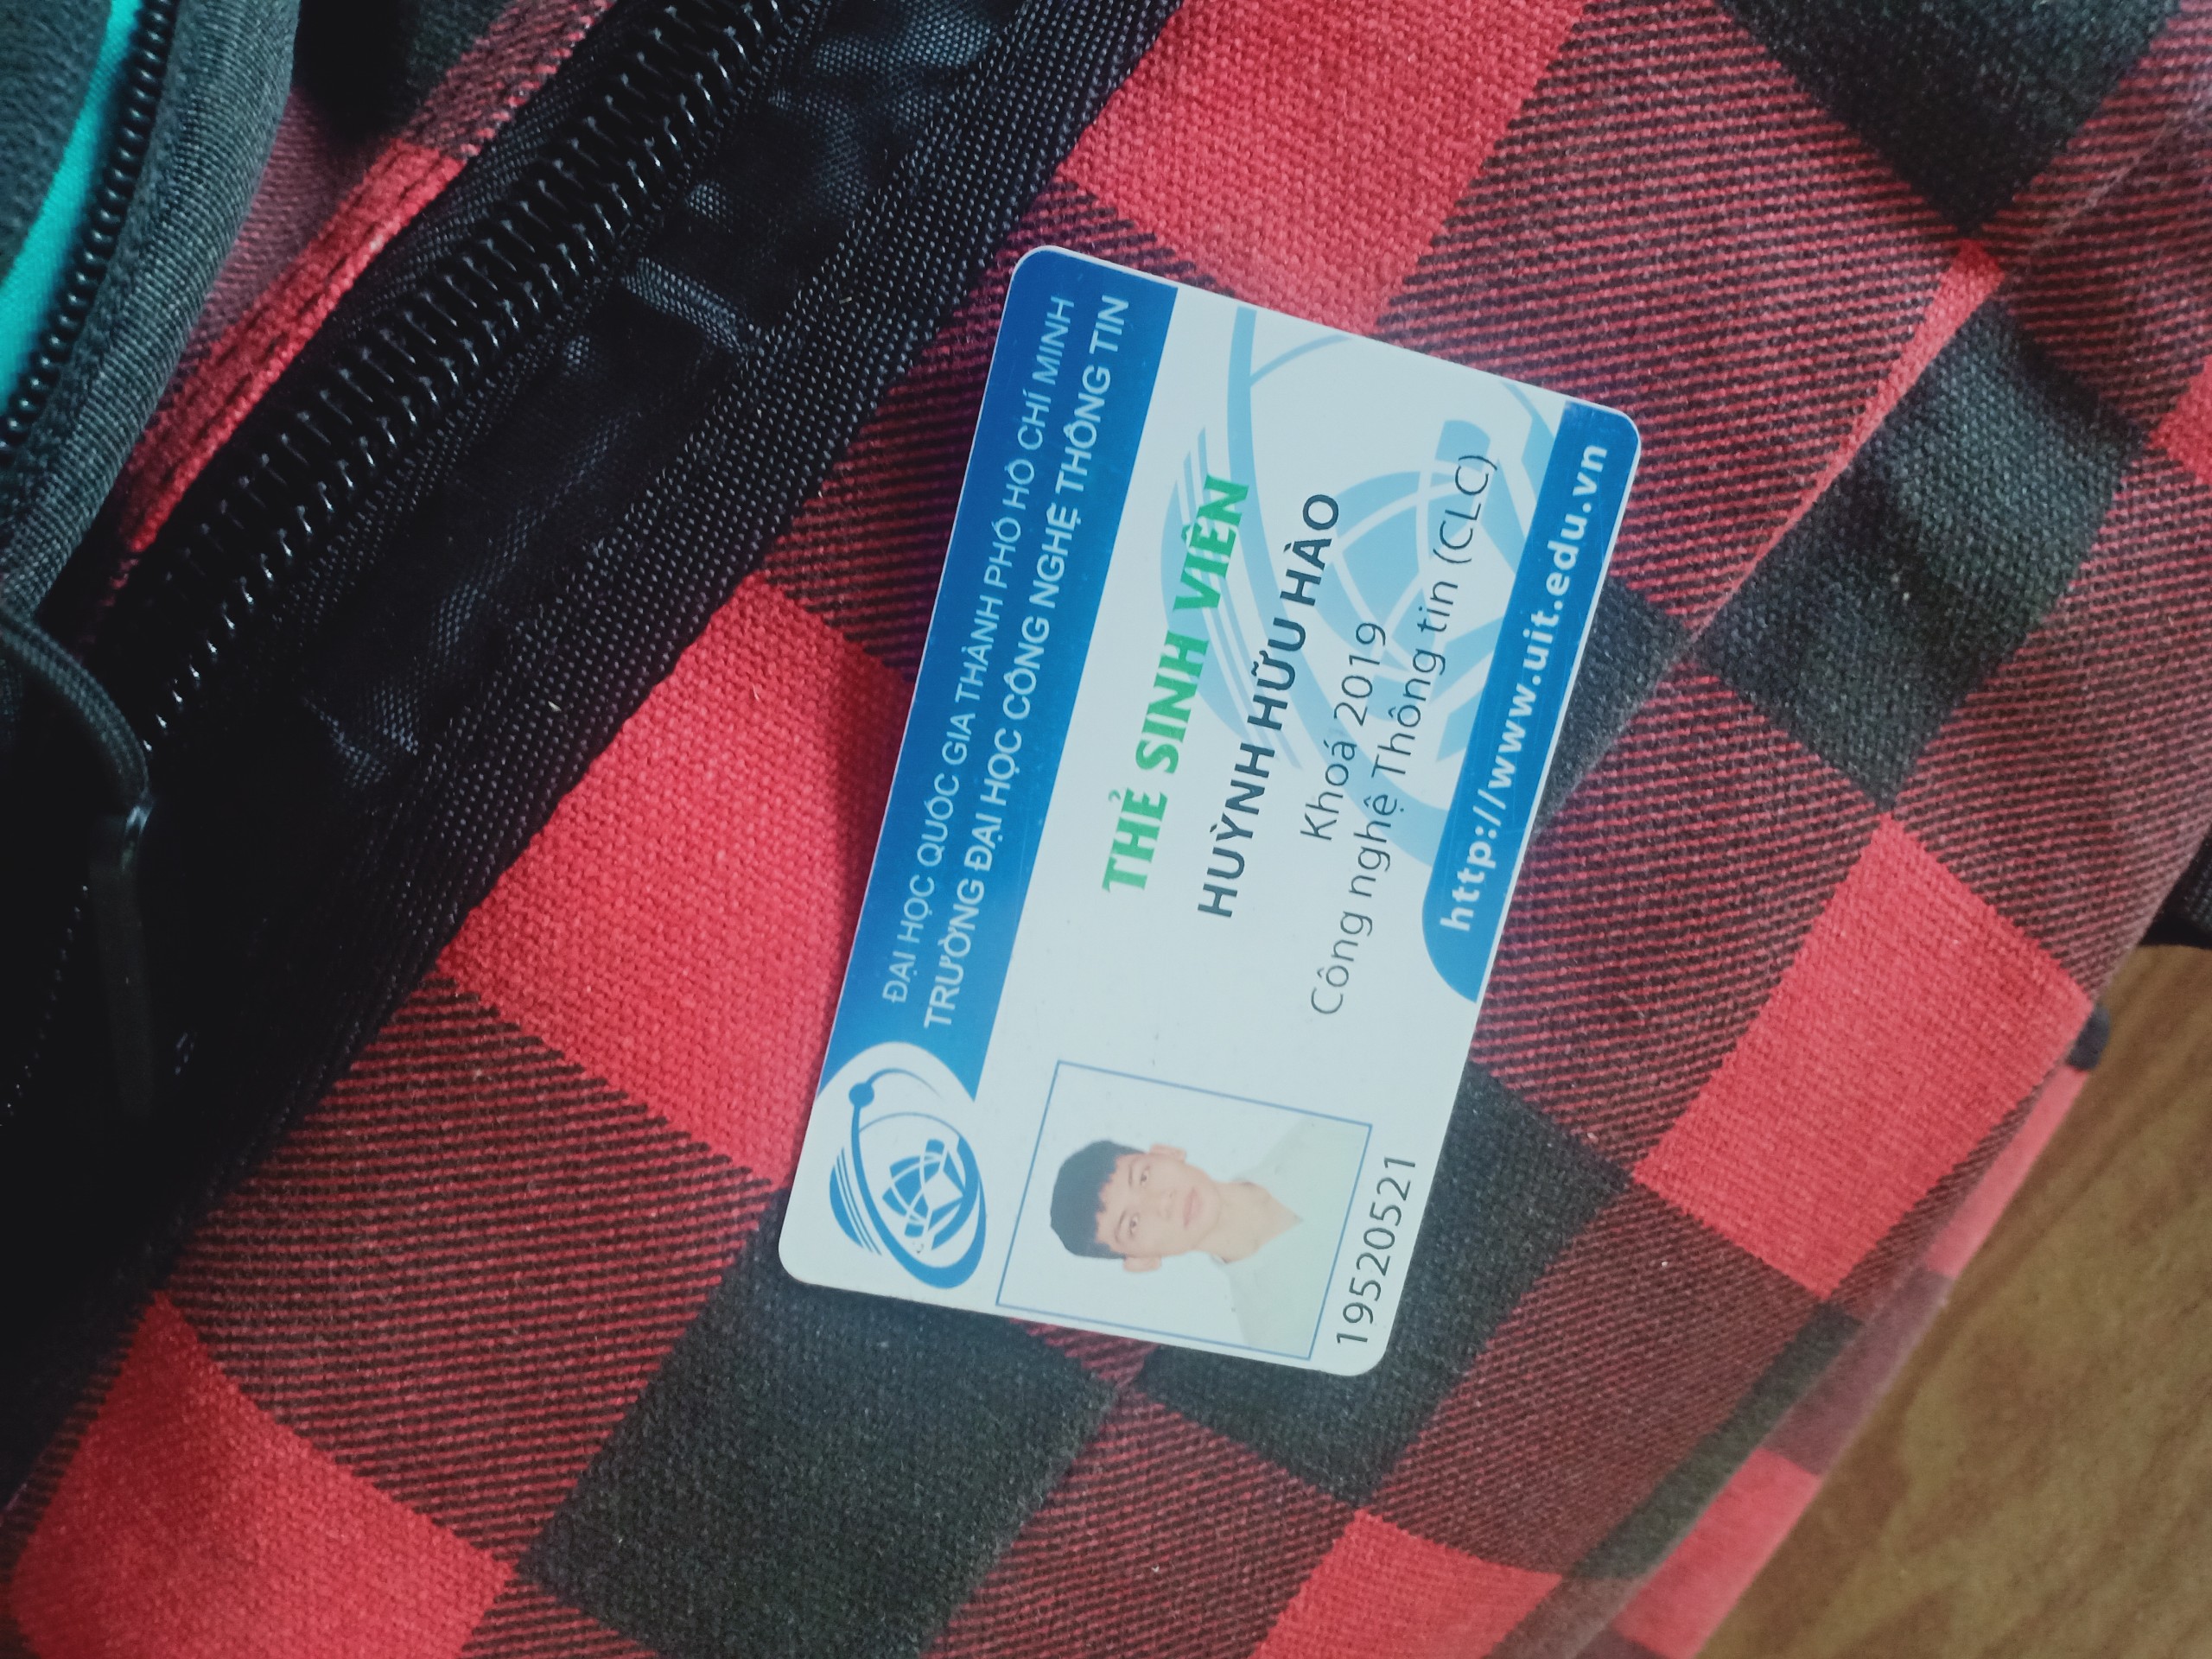 ĐẠI HỌC QUỐC GIA THÀNH PHỐ HỒ CHÍ MINH
TRƯỜNG ĐẠI HỌC CÔNG NGHỆ THÔNG TIN
THẺ SINH VIÊN
HUỲNH HỮU HÀO
Khoá 2019
Công nghệ Thông tin (CLC)
19520521
http://www.uit.edu.vn